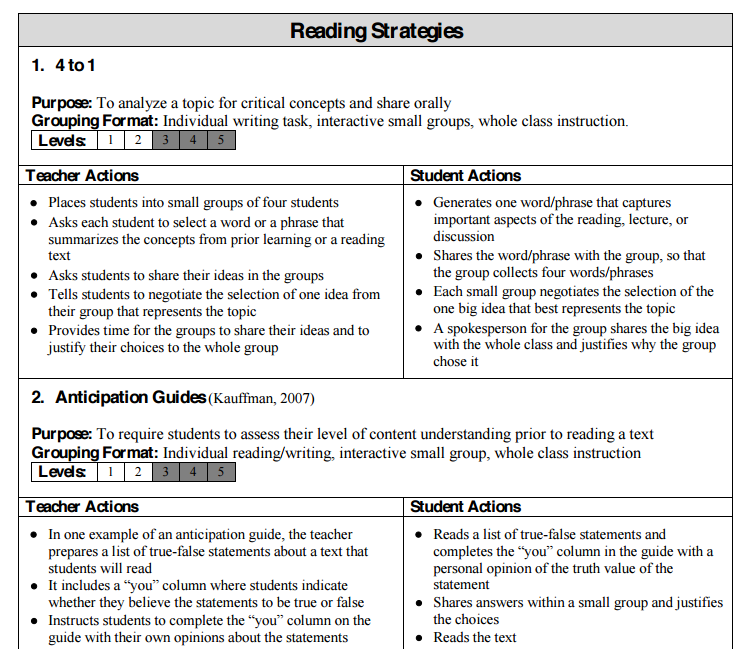 Reading Strategies
1. 4 to 1
Purpose: To analyze a topic for critical concepts and share orally
Grouping Format: Individual writing task, interactive small groups, whole class instruction.
Levels: 1 2 3 4 5
Teacher Actions
● Places students into small groups of four students
● Asks each student to select a word or a phrase that
summarizes the concepts from prior learning or a reading
text
● Asks students to share their ideas in the groups
● Tells students to negotiate the selection of one idea from
their group that represents the topic
● Provides time for the groups to share their ideas and to
justify their choices to the whole group
Student Actions
● Generates one word/phrase that captures
important aspects of the reading, lecture, or
discussion
● Shares the word/phrase with the group, so that
the group collects four words/phrases
● Each small group negotiates the selection of the
one big idea that best represents the topic
● A spokesperson for the group shares the big idea
with the whole class and justifies why the group
chose it
2. Anticipation Guides (Kauffman, 2007)
Purpose: To require students to assess their level of content understanding prior to reading a text
Grouping Format: Individual reading/writing, interactive small group, whole class instruction
Levels: 1 2 3 4 5
Teacher Actions
● In one example of an anticipation guide, the teacher
prepares a list of true-false statements about a text that
students will read
● It includes a “you” column where students indicate
whether they believe the statements to be true or false
● Instructs students to complete the “you” column on the
guide with their own opinions about the statements
Student Actions
● Reads a list of true-false statements and
completes the “you” column in the guide with a
personal opinion of the truth value of the
statement
● Shares answers within a small group and justifies
the choices
● Reads the text